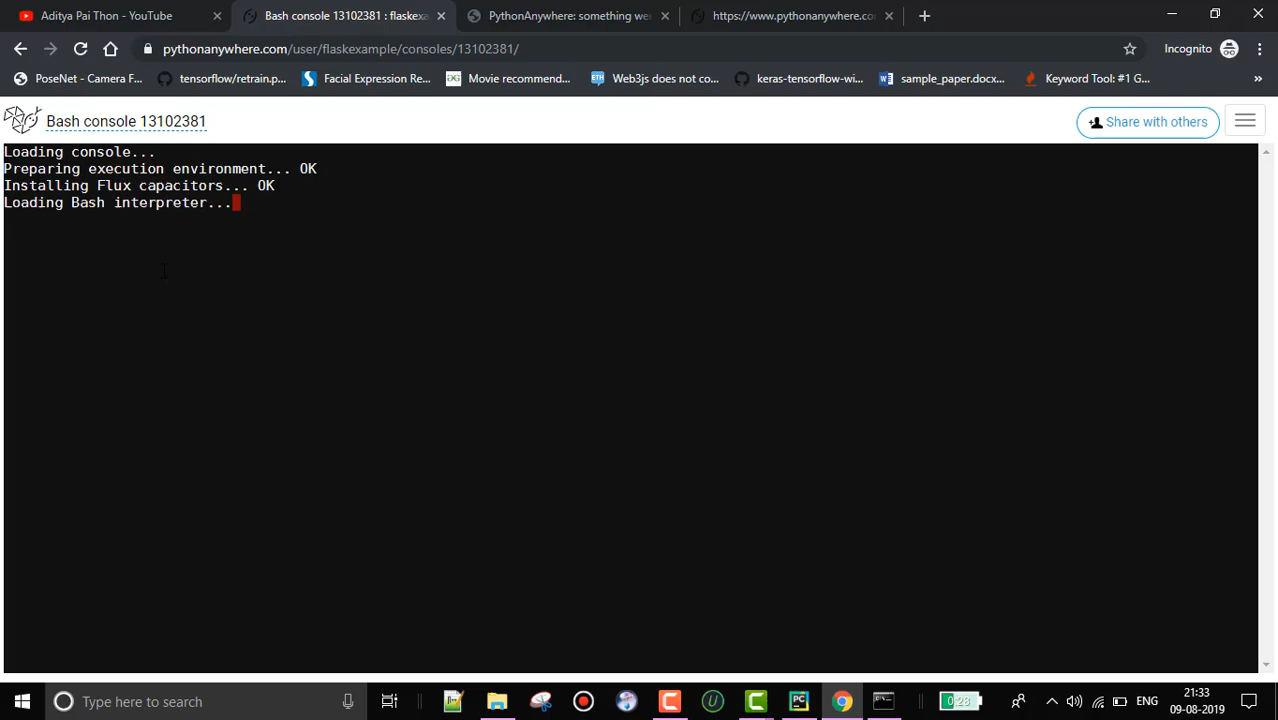 Aditya Pai Thon - YouTube
Bash console 13102381 : flaskexa
PythonAnywhere: something we
https://www.pythonanywhere.co
pythonanywhere.com/user/flaskexample/consoles/13102381/
Incognito
PoseNet - Camera F...
tensorflow/retrain.p...
Facial Expression Re...
Movie recommend...
Web3js does not co...
keras-tensorflow-wi...
sample_paper.docx...
Keyword Tool: #1 G...
»
Bash console 13102381
Share with others
Loading console...
Preparing execution environment... OK
Installing Flux capacitors... OK
Loading Bash interpreter...
Type here to search
0:28
ENG
21:33
09-08-2019